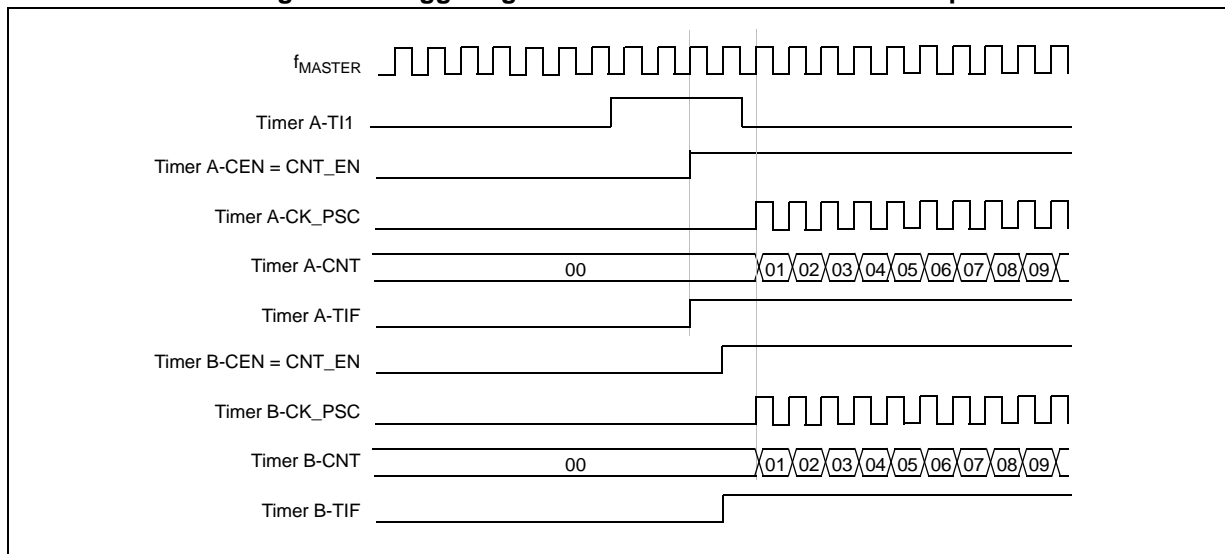 fMASTER
Timer A-TI1
Timer A-CEN = CNT_EN
Timer A-CK_PSC
Timer A-CNT 00 01 02 03 04 05 06 07 08 09
Timer A-TIF
Timer B-CEN = CNT_EN
Timer B-CK_PSC
Timer B-CNT 00 01 02 03 04 05 06 07 08 09
Timer B-TIF